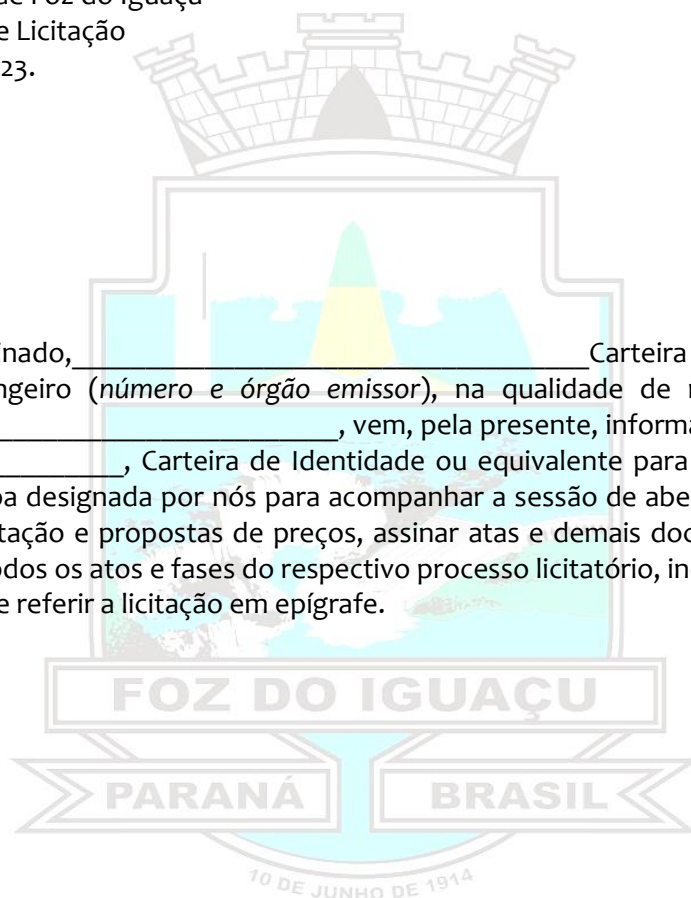 de Foz do Iguaçu
e Licitação
23.
inado,__________________________________Carteira
ngeiro (número e órgão emissor), na qualidade de
______________________, vem, pela presente, informa
_________, Carteira de Identidade ou equivalente para
oa designada por nós para acompanhar a sessão de abe
tação e propostas de preços, assinar atas e demais doc
odos os atos e fases do respectivo processo licitatório, in
e referir a licitação em epígrafe.
FOZ DO IGUAÇU
PARANÁ BRASIL
10 DE JUNHO DE 1914